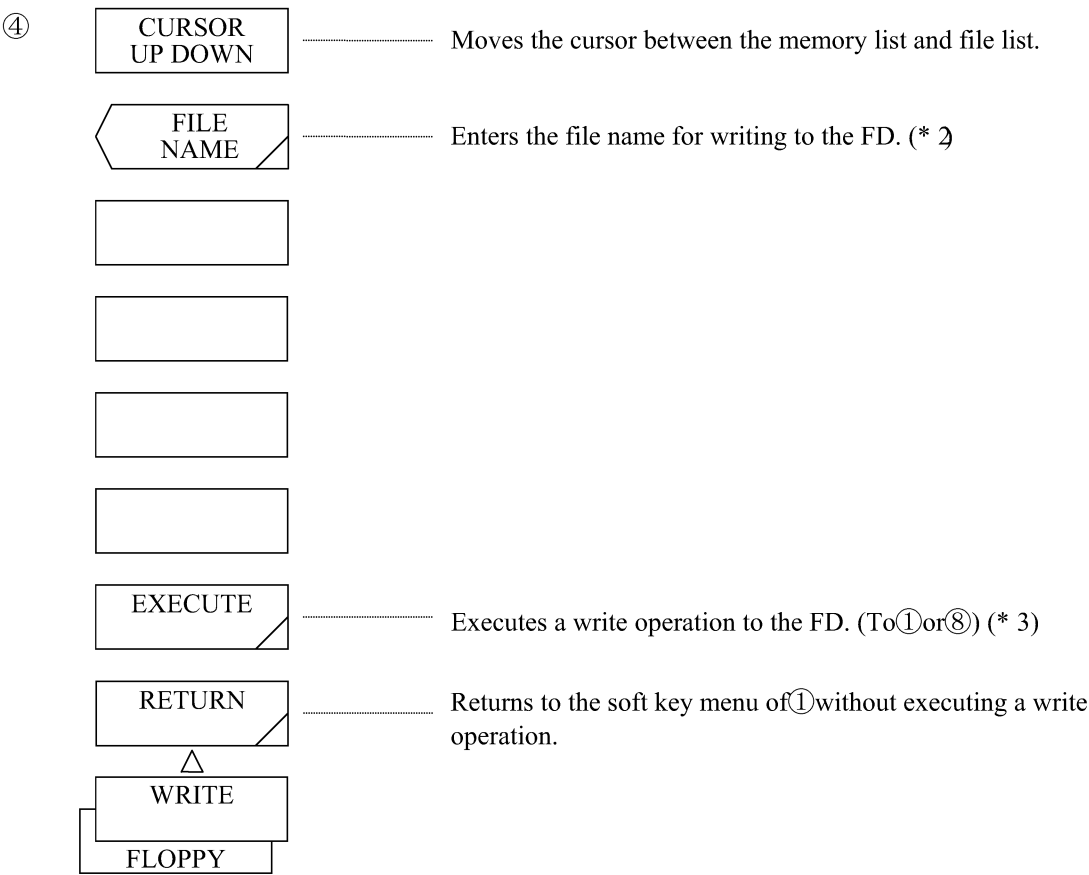 ④
CURSOR
UP DOWN
Moves the cursor between the memory list and file list.
FILE
NAME
Enters the file name for writing to the FD. (* 2)
EXECUTE
Executes a write operation to the FD. (To①or⑧) (* 3)
RETURN
Returns to the soft key menu of①without executing a write
operation.
WRITE
FLOPPY